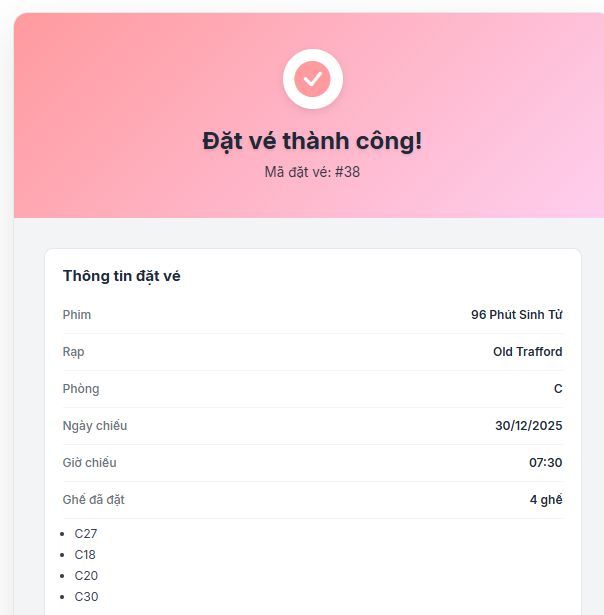 Đặt vé thành công!
Mã đặt vé: #38
Thông tin đặt vé
Phim 96 Phút Sinh Tử
Rạp Old Trafford
Phòng C
Ngày chiếu 30/12/2025
Giờ chiếu 07:30
Ghế đã đặt 4 ghế
C27
C18
C20
C30